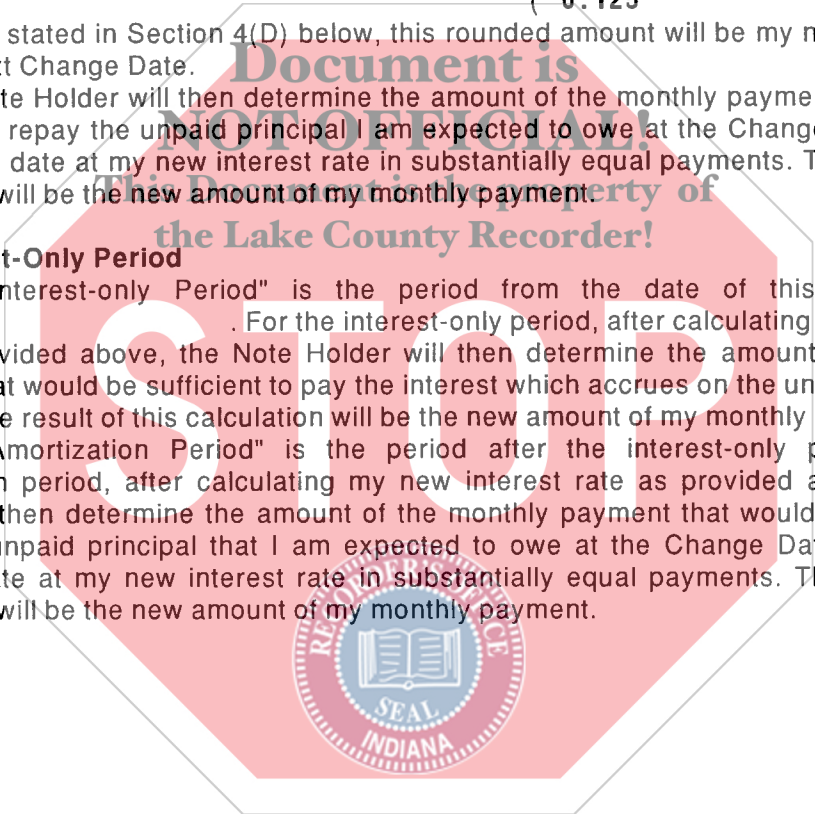 ( 0.125
stated in Section 4(D) below, this rounded amount will be my n
t Change Date.
te Holder will then determine the amount of the monthly payme
repay the unpaid principal I am expected to owe at the Change
date at my new interest rate in substantially equal payments. T
will be the new amount of my monthly payment.
Document is
NOT OFFICIAL!
This Document is the property of
the Lake County Recorder!
t-Only Period
nterest-only Period" is the period from the date of this
. For the interest-only period, after calculating
vided above, the Note Holder will then determine the amount
at would be sufficient to pay the interest which accrues on the un
e result of this calculation will be the new amount of my monthly
Amortization Period" is the period after the interest-only p
n period, after calculating my new interest rate as provided a
then determine the amount of the monthly payment that would
unpaid principal that I am expected to owe at the Change Da
te at my new interest rate in substantially equal payments. Th
will be the new amount of my monthly payment.
STOP
RECORDER'S OFFICE
SEAL
INDIANA